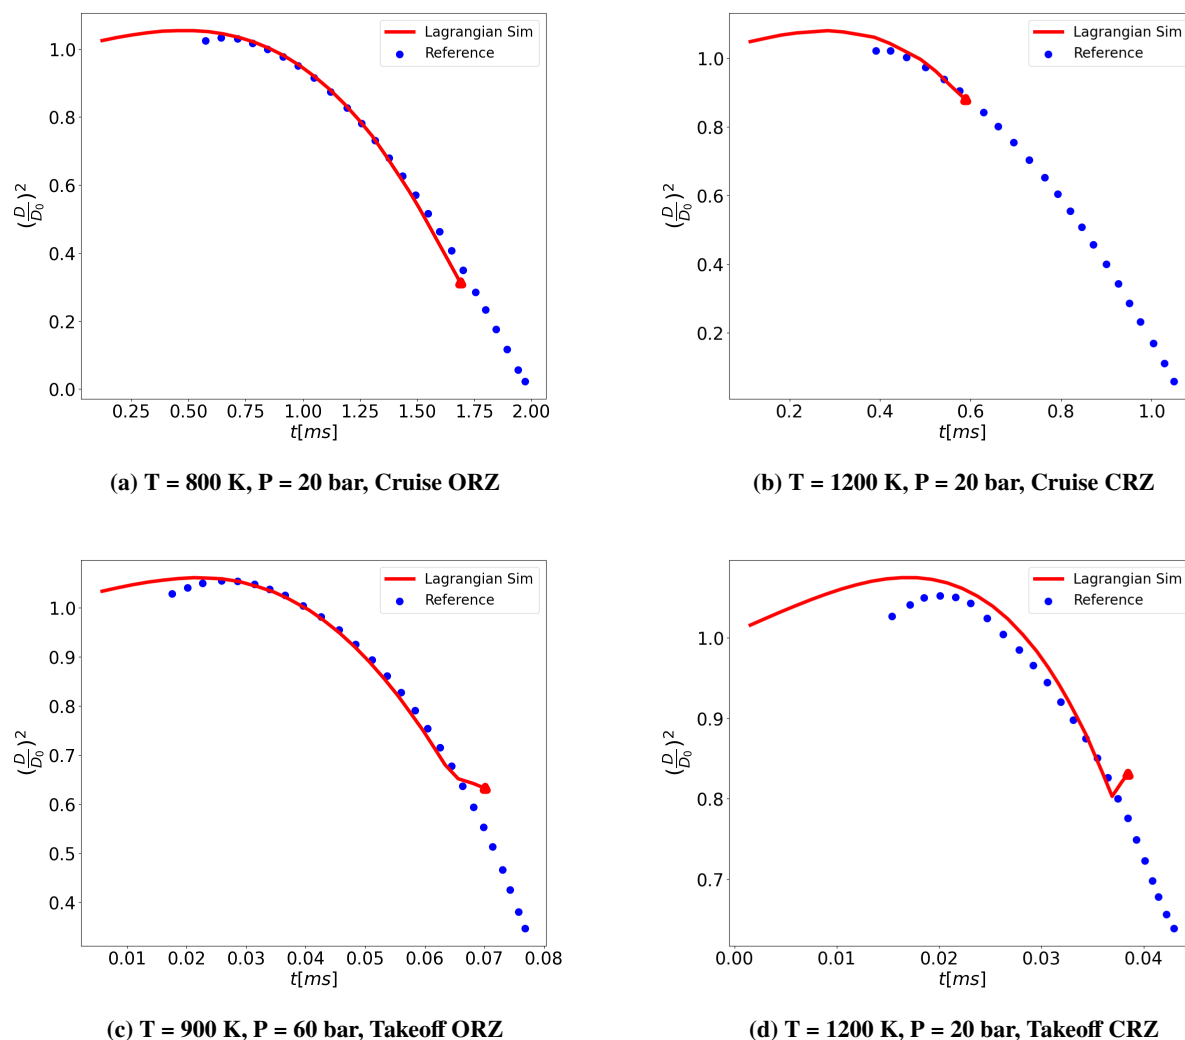 Lagrangian Sim
Reference
1.0
0.8
0.6
0.4
0.2
0.0
(D/D0)^2
0.25 0.50 0.75 1.00 1.25 1.50 1.75 2.00
t[ms]
(a) T = 800 K, P = 20 bar, Cruise ORZ
Lagrangian Sim
Reference
1.0
0.8
0.6
0.4
0.2
(D/D0)^2
0.2 0.4 0.6 0.8 1.0
t[ms]
(b) T = 1200 K, P = 20 bar, Cruise CRZ
Lagrangian Sim
Reference
1.0
0.9
0.8
0.7
0.6
0.5
0.4
(D/D0)^2
0.01 0.02 0.03 0.04 0.05 0.06 0.07 0.08
t[ms]
(c) T = 900 K, P = 60 bar, Takeoff ORZ
Lagrangian Sim
Reference
1.0
0.9
0.8
0.7
(D/D0)^2
0.00 0.01 0.02 0.03 0.04
t[ms]
(d) T = 1200 K, P = 20 bar, Takeoff CRZ